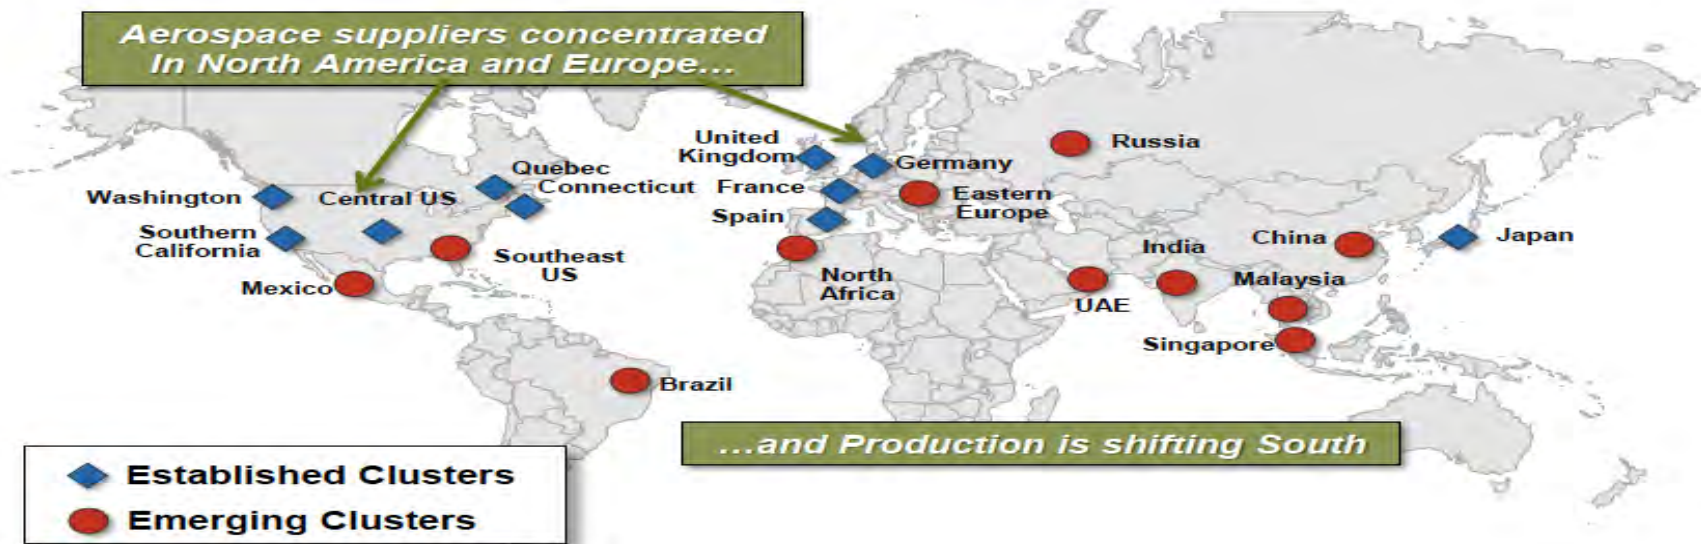 Aerospace suppliers concentrated
In North America and Europe...
United
Kingdom
Germany
Russia
Quebec
Connecticut
France
Eastern
Europe
Washington
Central US
Spain
Southern
California
Southeast
US
India
China
Japan
Mexico
North
Africa
Malaysia
UAE
Singapore
Brazil
...and Production is shifting South
Established Clusters
Emerging Clusters